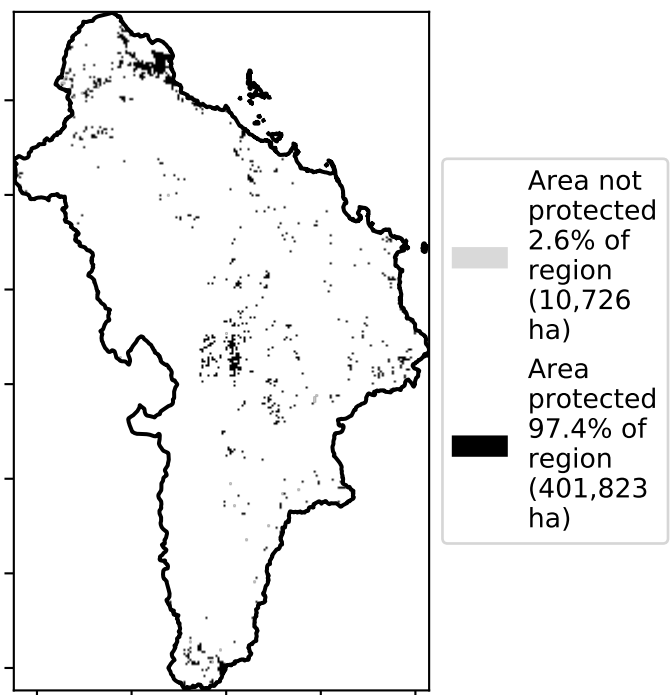 Area not
protected
2.6% of
region
(10,726
ha)
Area
protected
97.4% of
region
(401,823
ha)